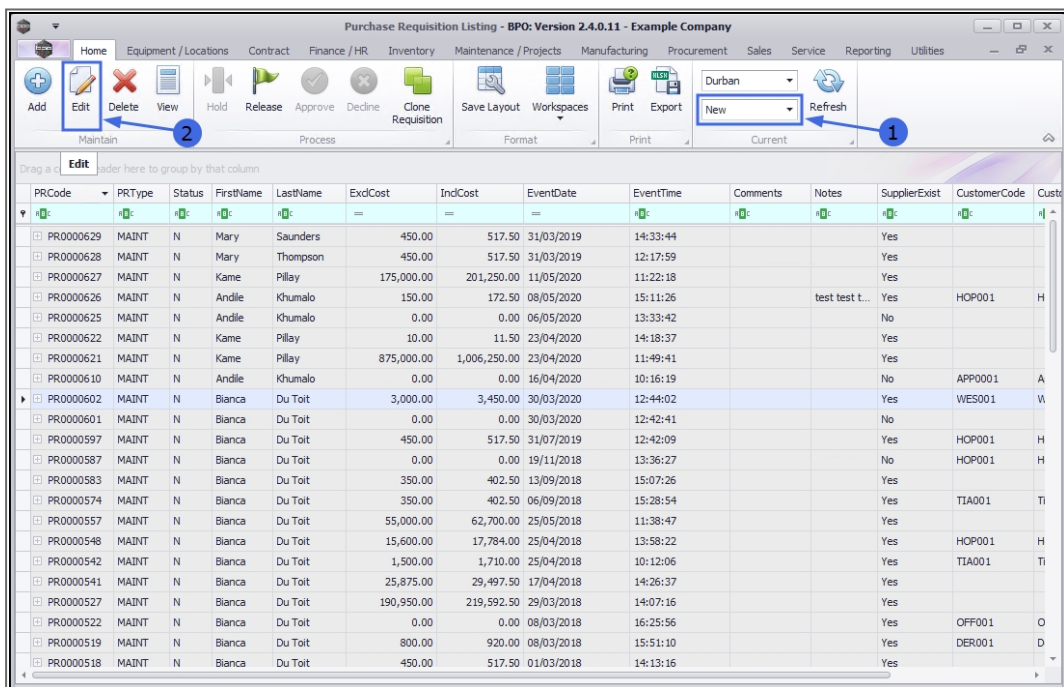 Purchase Requisition Listing - BPO: Version 2.4.0.11 - Example Company
Home Equipment / Locations Contract Finance / HR Inventory Maintenance / Projects Manufacturing Procurement Sales Service Reporting Utilities
Add Edit Delete View Hold Release Approve Decline Clone Requisition Save Layout Workspaces Print Export Durban New Refresh
Maintain Process Format Print Current
2 1
Edit
eader here to group by that column
PRCode PRType Status FirstName LastName ExclCost InclCost EventDate EventTime Comments Notes SupplierExist CustomerCode Custo
PR0000629 MAINT N Mary Saunders 450.00 517.50 31/03/2019 14:33:44 Yes
PR0000628 MAINT N Mary Thompson 450.00 517.50 31/03/2019 12:17:59 Yes
PR0000627 MAINT N Kame Pillay 175,000.00 201,250.00 11/05/2020 11:22:18 Yes
PR0000626 MAINT N Andile Khumalo 150.00 172.50 08/05/2020 15:11:26 test test t... Yes HOP001 H
PR0000625 MAINT N Andile Khumalo 0.00 0.00 06/05/2020 13:33:42 No
PR0000622 MAINT N Kame Pillay 10.00 11.50 23/04/2020 14:18:37 Yes
PR0000621 MAINT N Kame Pillay 875,000.00 1,006,250.00 23/04/2020 11:49:41 Yes
PR0000610 MAINT N Andile Khumalo 0.00 0.00 16/04/2020 10:16:19 No APP0001 A
PR0000602 MAINT N Bianca Du Toit 3,000.00 3,450.00 30/03/2020 12:44:02 Yes WES001 W
PR0000601 MAINT N Bianca Du Toit 0.00 0.00 30/03/2020 12:42:41 No
PR0000597 MAINT N Bianca Du Toit 450.00 517.50 31/07/2019 12:42:09 Yes HOP001 H
PR0000587 MAINT N Bianca Du Toit 0.00 0.00 19/11/2018 13:36:27 No HOP001 H
PR0000583 MAINT N Bianca Du Toit 350.00 402.50 13/09/2018 15:07:26 Yes
PR0000574 MAINT N Bianca Du Toit 350.00 402.50 06/09/2018 15:28:54 Yes TIA001 Ti
PR0000557 MAINT N Bianca Du Toit 55,000.00 62,700.00 25/05/2018 11:38:47 Yes
PR0000548 MAINT N Bianca Du Toit 15,600.00 17,784.00 25/04/2018 13:58:22 Yes HOP001 H
PR0000542 MAINT N Bianca Du Toit 1,500.00 1,710.00 25/04/2018 10:12:06 Yes TIA001 Ti
PR0000541 MAINT N Bianca Du Toit 25,875.00 29,497.50 17/04/2018 14:26:37 Yes
PR0000527 MAINT N Bianca Du Toit 190,950.00 219,592.50 29/03/2018 14:07:16 Yes
PR0000522 MAINT N Bianca Du Toit 0.00 0.00 08/03/2018 16:25:56 Yes OFF001 O
PR0000519 MAINT N Bianca Du Toit 800.00 920.00 08/03/2018 15:51:10 Yes DER001 D
PR0000518 MAINT N Bianca Du Toit 450.00 517.50 01/03/2018 14:13:16 Yes